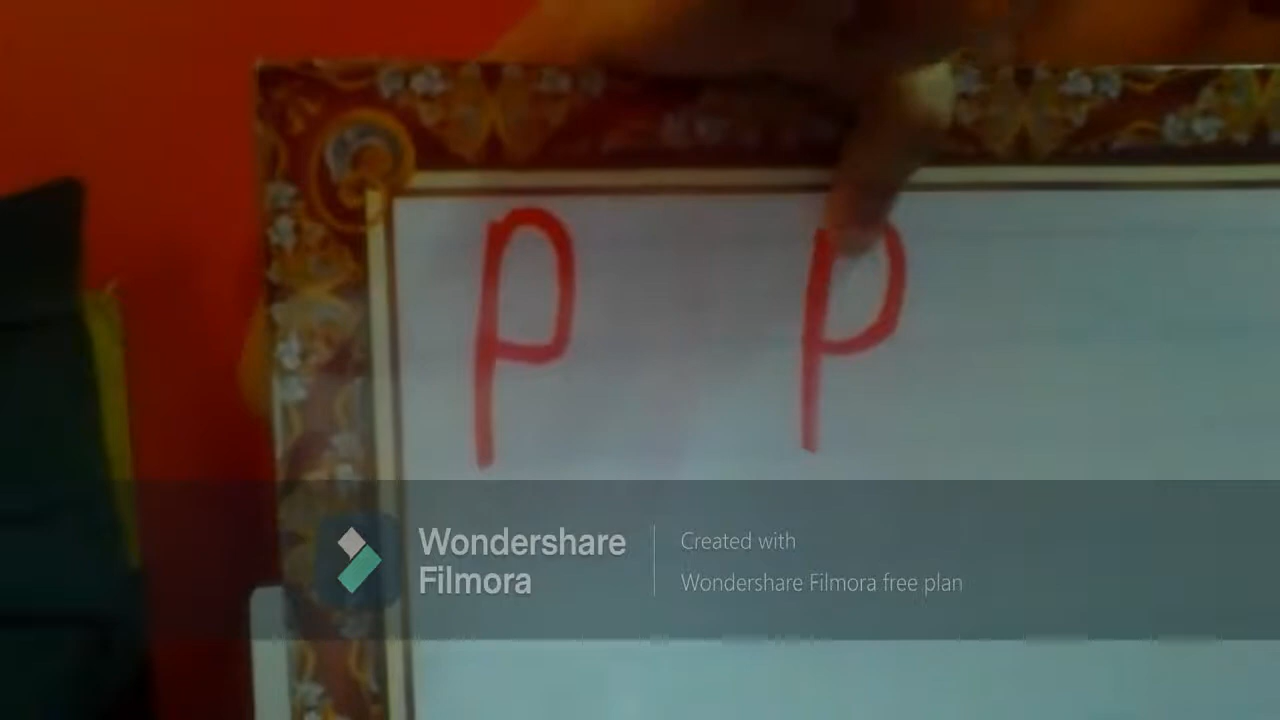 P P
Wondershare
Filmora
Created with
Wondershare Filmora free plan